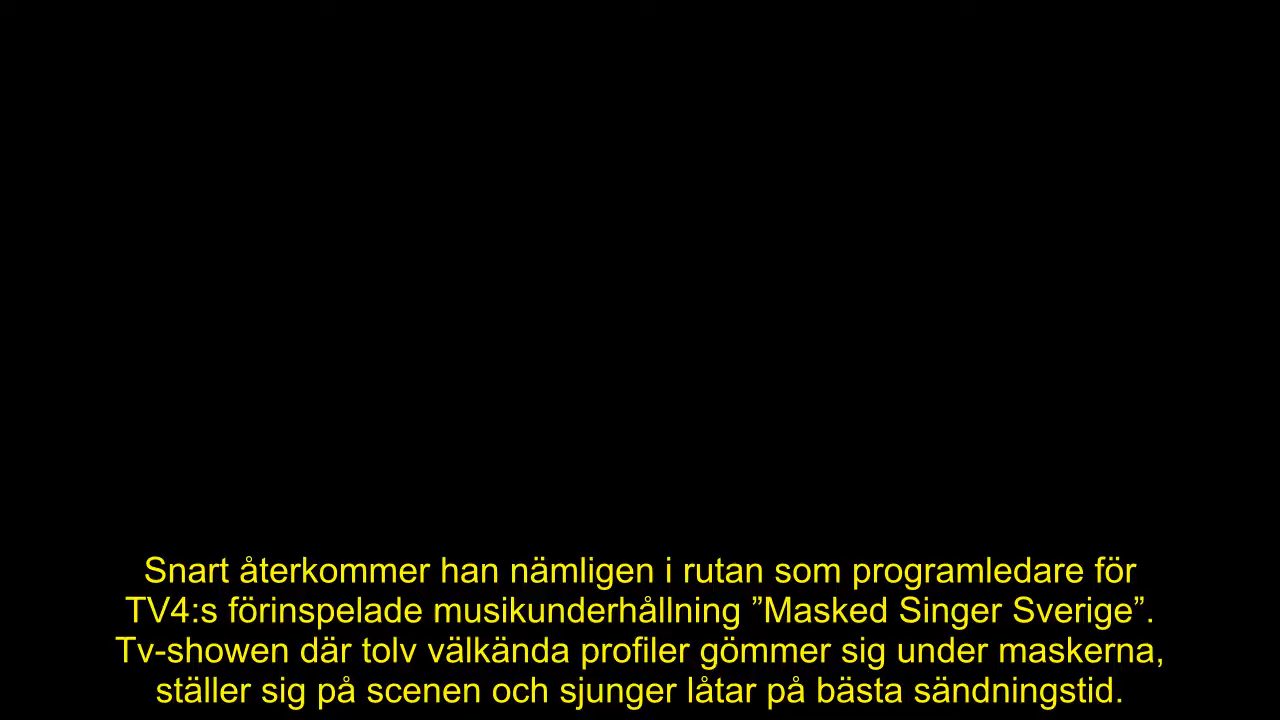 Snart återkommer han nämligen i rutan som programledare för
TV4:s förinspelade musikunderhållning ”Masked Singer Sverige”.
Tv-showen där tolv välkända profiler gömmer sig under maskerna,
ställer sig på scenen och sjunger låtar på bästa sändningstid.